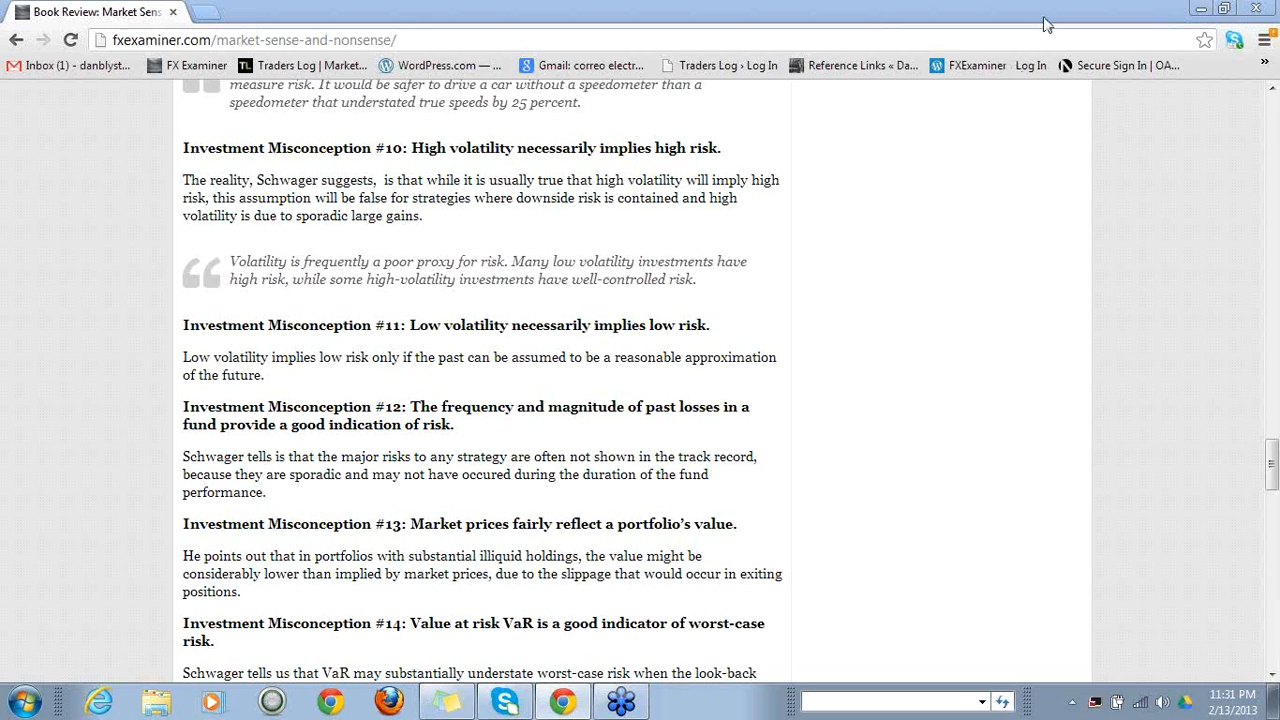 Book Review: Market Sens
fxexaminer.com/market-sense-and-nonsense/
Inbox (1) - danblyst...
FX Examiner
Traders Log | Market...
WordPress.com — ...
Gmail: correo electr...
Traders Log › Log In
Reference Links « Da...
FXExaminer › Log In
Secure Sign In | OA...
measure risk. It would be safer to drive a car without a speedometer than a
speedometer that understated true speeds by 25 percent.
Investment Misconception #10: High volatility necessarily implies high risk.
The reality, Schwager suggests,  is that while it is usually true that high volatility will imply high
risk, this assumption will be false for strategies where downside risk is contained and high
volatility is due to sporadic large gains.
Volatility is frequently a poor proxy for risk. Many low volatility investments have
high risk, while some high-volatility investments have well-controlled risk.
Investment Misconception #11: Low volatility necessarily implies low risk.
Low volatility implies low risk only if the past can be assumed to be a reasonable approximation
of the future.
Investment Misconception #12: The frequency and magnitude of past losses in a
fund provide a good indication of risk.
Schwager tells is that the major risks to any strategy are often not shown in the track record,
because they are sporadic and may not have occured during the duration of the fund
performance.
Investment Misconception #13: Market prices fairly reflect a portfolio's value.
He points out that in portfolios with substantial illiquid holdings, the value might be
considerably lower than implied by market prices, due to the slippage that would occur in exiting
positions.
Investment Misconception #14: Value at risk VaR is a good indicator of worst-case
risk.
Schwager tells us that VaR may substantially understate worst-case risk when the look-back
11:31 PM
2/13/2013